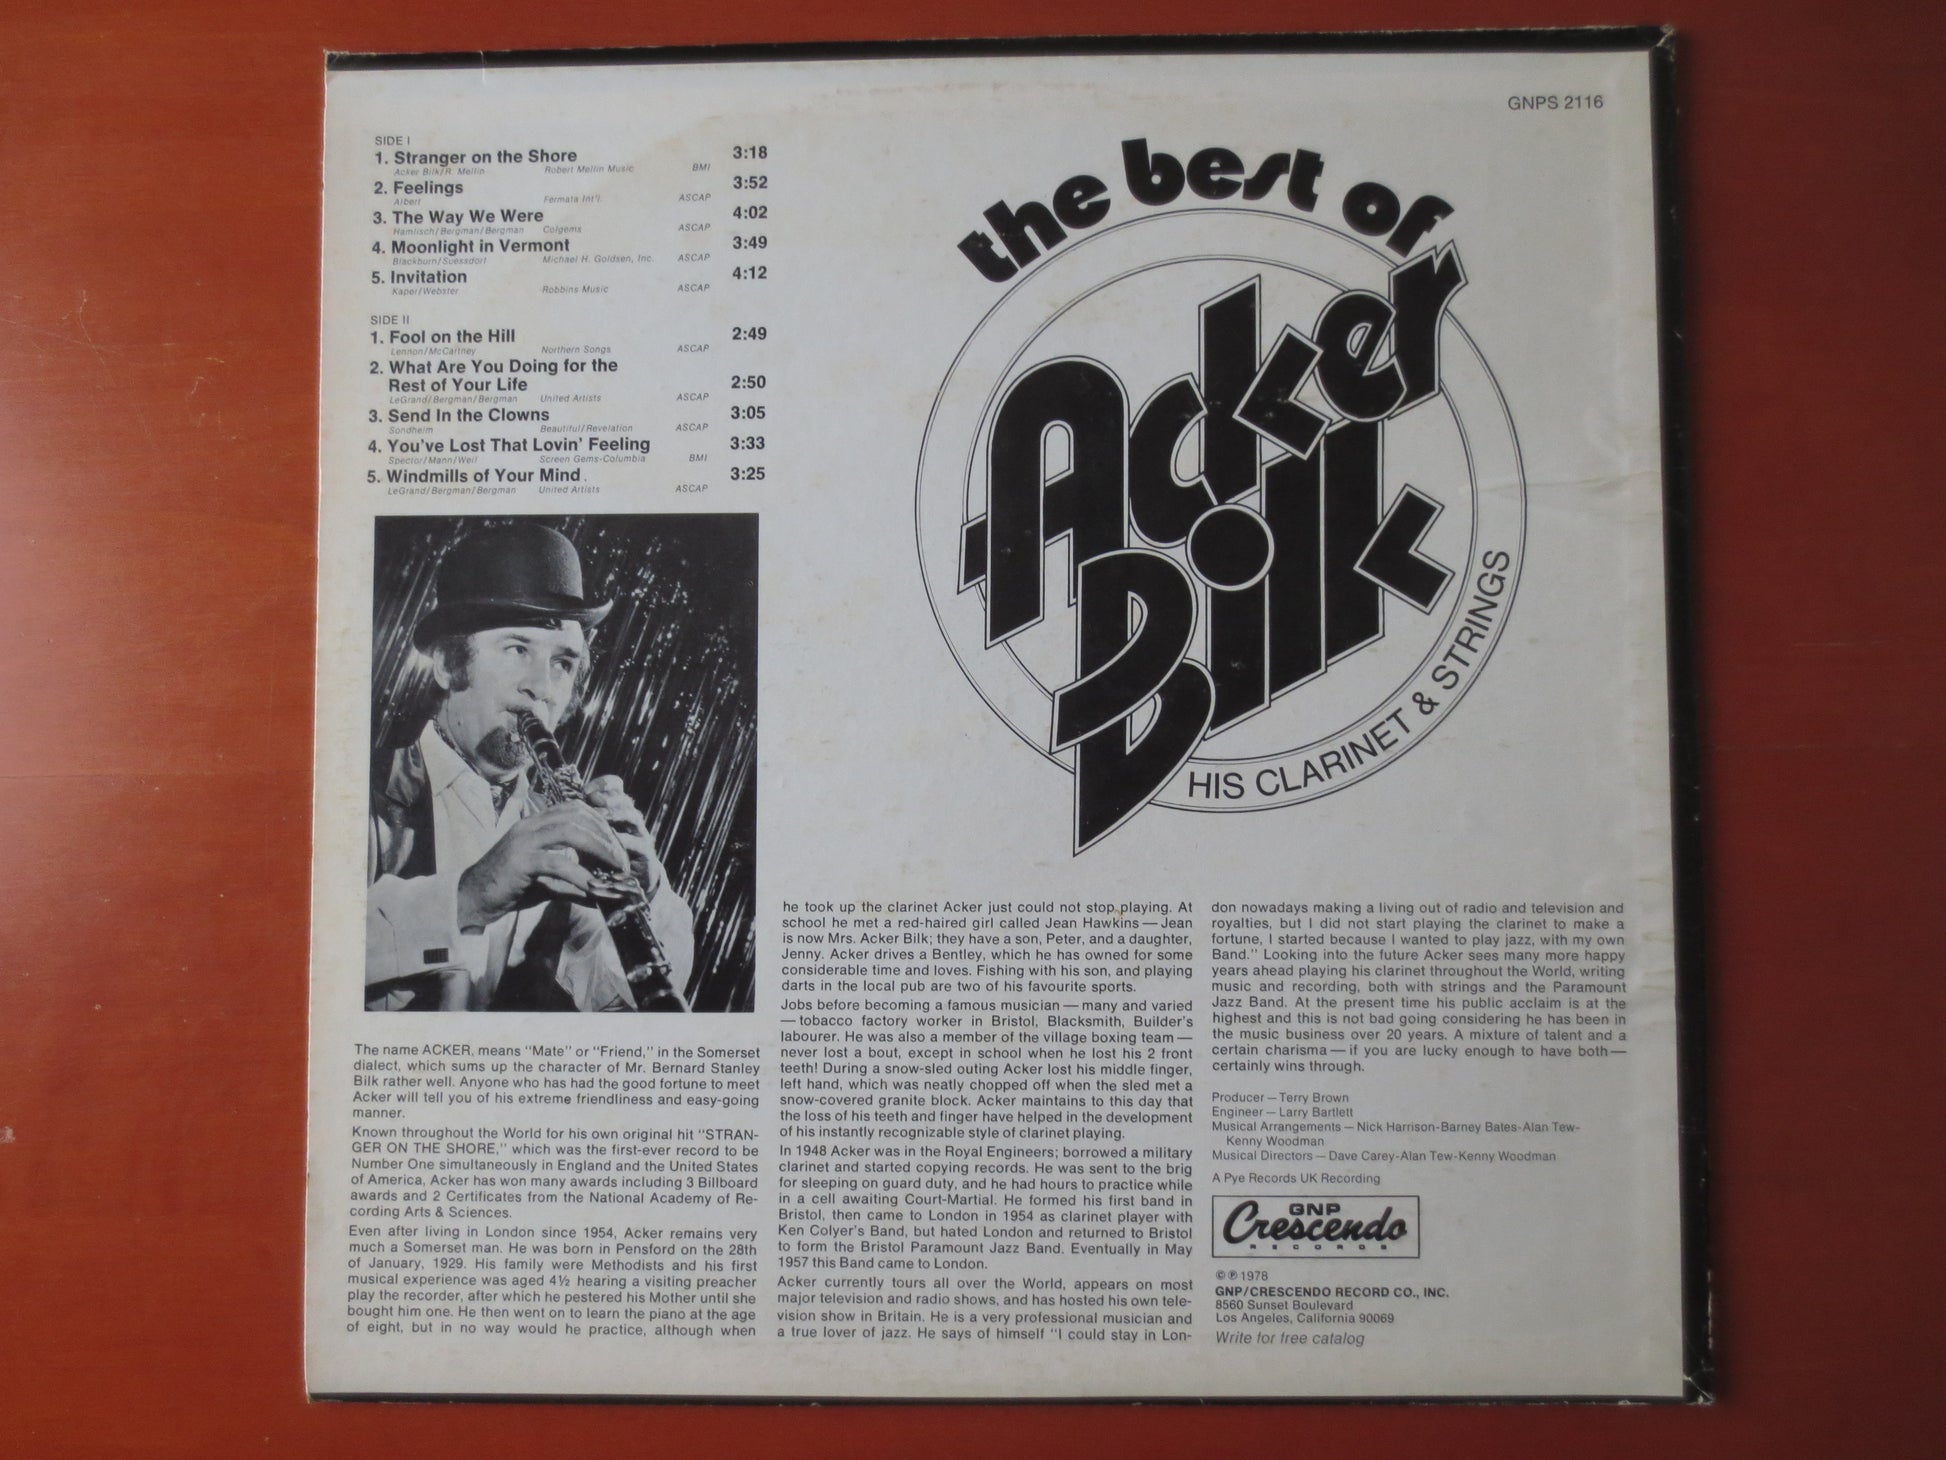 GNPS 2116
SIDE I
1. Stranger on the Shore 3:18
Acker Bilk/R. Mellin Robert Mellin Music BMI
2. Feelings 3:52
Albert Fermata Int'l. ASCAP
3. The Way We Were 4:02
Hamlisch/Bergman/Bergman Colgems ASCAP
4. Moonlight in Vermont 3:49
Blackburn/Suessdorf Michael H. Goldsen, Inc. ASCAP
5. Invitation 4:12
Kaper/Webster Robbins Music ASCAP
SIDE II
1. Fool on the Hill 2:49
Lennon/McCartney Northern Songs ASCAP
2. What Are You Doing for the
Rest of Your Life 2:50
LeGrand/Bergman/Bergman United Artists ASCAP
3. Send In the Clowns 3:05
Sondheim Beautiful/Revelation ASCAP
4. You've Lost That Lovin' Feeling 3:33
Spector/Mann/Weil Screen Gems-Columbia BMI
5. Windmills of Your Mind 3:25
LeGrand/Bergman/Bergman United Artists ASCAP
the best of
Acker
Bilk
HIS CLARINET & STRINGS
The name ACKER, means "Mate" or "Friend," in the Somerset
dialect, which sums up the character of Mr. Bernard Stanley
Bilk rather well. Anyone who has had the good fortune to meet
Acker will tell you of his extreme friendliness and easy-going
manner.
Known throughout the World for his own original hit "STRAN-
GER ON THE SHORE," which was the first-ever record to be
Number One simultaneously in England and the United States
of America, Acker has won many awards including 3 Billboard
awards and 2 Certificates from the National Academy of Re-
cording Arts & Sciences.
Even after living in London since 1954, Acker remains very
much a Somerset man. He was born in Pensford on the 28th
of January, 1929. His family were Methodists and his first
musical experience was aged 4½ hearing a visiting preacher
play the recorder, after which he pestered his Mother until she
bought him one. He then went on to learn the piano at the age
of eight, but in no way would he practice, although when
he took up the clarinet Acker just could not stop playing. At
school he met a red-haired girl called Jean Hawkins — Jean
is now Mrs. Acker Bilk; they have a son, Peter, and a daughter,
Jenny. Acker drives a Bentley, which he has owned for some
considerable time and loves. Fishing with his son, and playing
darts in the local pub are two of his favourite sports.
Jobs before becoming a famous musician — many and varied
— tobacco factory worker in Bristol, Blacksmith, Builder's
labourer. He was also a member of the village boxing team —
never lost a bout, except in school when he lost his 2 front
teeth! During a snow-sled outing Acker lost his middle finger,
left hand, which was neatly chopped off when the sled met a
snow-covered granite block. Acker maintains to this day that
the loss of his teeth and finger have helped in the development
of his instantly recognizable style of clarinet playing.
In 1948 Acker was in the Royal Engineers; borrowed a military
clarinet and started copying records. He was sent to the brig
for sleeping on guard duty, and he had hours to practice while
in a cell awaiting Court-Martial. He formed his first band in
Bristol, then came to London in 1954 as clarinet player with
Ken Colyer's Band, but hated London and returned to Bristol
to form the Bristol Paramount Jazz Band. Eventually in May
1957 this Band came to London.
Acker currently tours all over the World, appears on most
major television and radio shows, and has hosted his own tele-
vision show in Britain. He is a very professional musician and
a true lover of jazz. He says of himself "I could stay in Lon-
don nowadays making a living out of radio and television and
royalties, but I did not start playing the clarinet to make a
fortune, I started because I wanted to play jazz, with my own
Band." Looking into the future Acker sees many more happy
years ahead playing his clarinet throughout the World, writing
music and recording, both with strings and the Paramount
Jazz Band. At the present time his public acclaim is at the
highest and this is not bad going considering he has been in
the music business over 20 years. A mixture of talent and a
certain charisma — if you are lucky enough to have both —
certainly wins through.
Producer — Terry Brown
Engineer — Larry Bartlett
Musical Arrangements — Nick Harrison-Barney Bates-Alan Tew-
Kenny Woodman
Musical Directors — Dave Carey-Alan Tew-Kenny Woodman
A Pye Records UK Recording
GNP
Crescendo
RECORDS
© ℗ 1978
GNP/CRESCENDO RECORD CO., INC.
8560 Sunset Boulevard
Los Angeles, California 90069
Write for free catalog